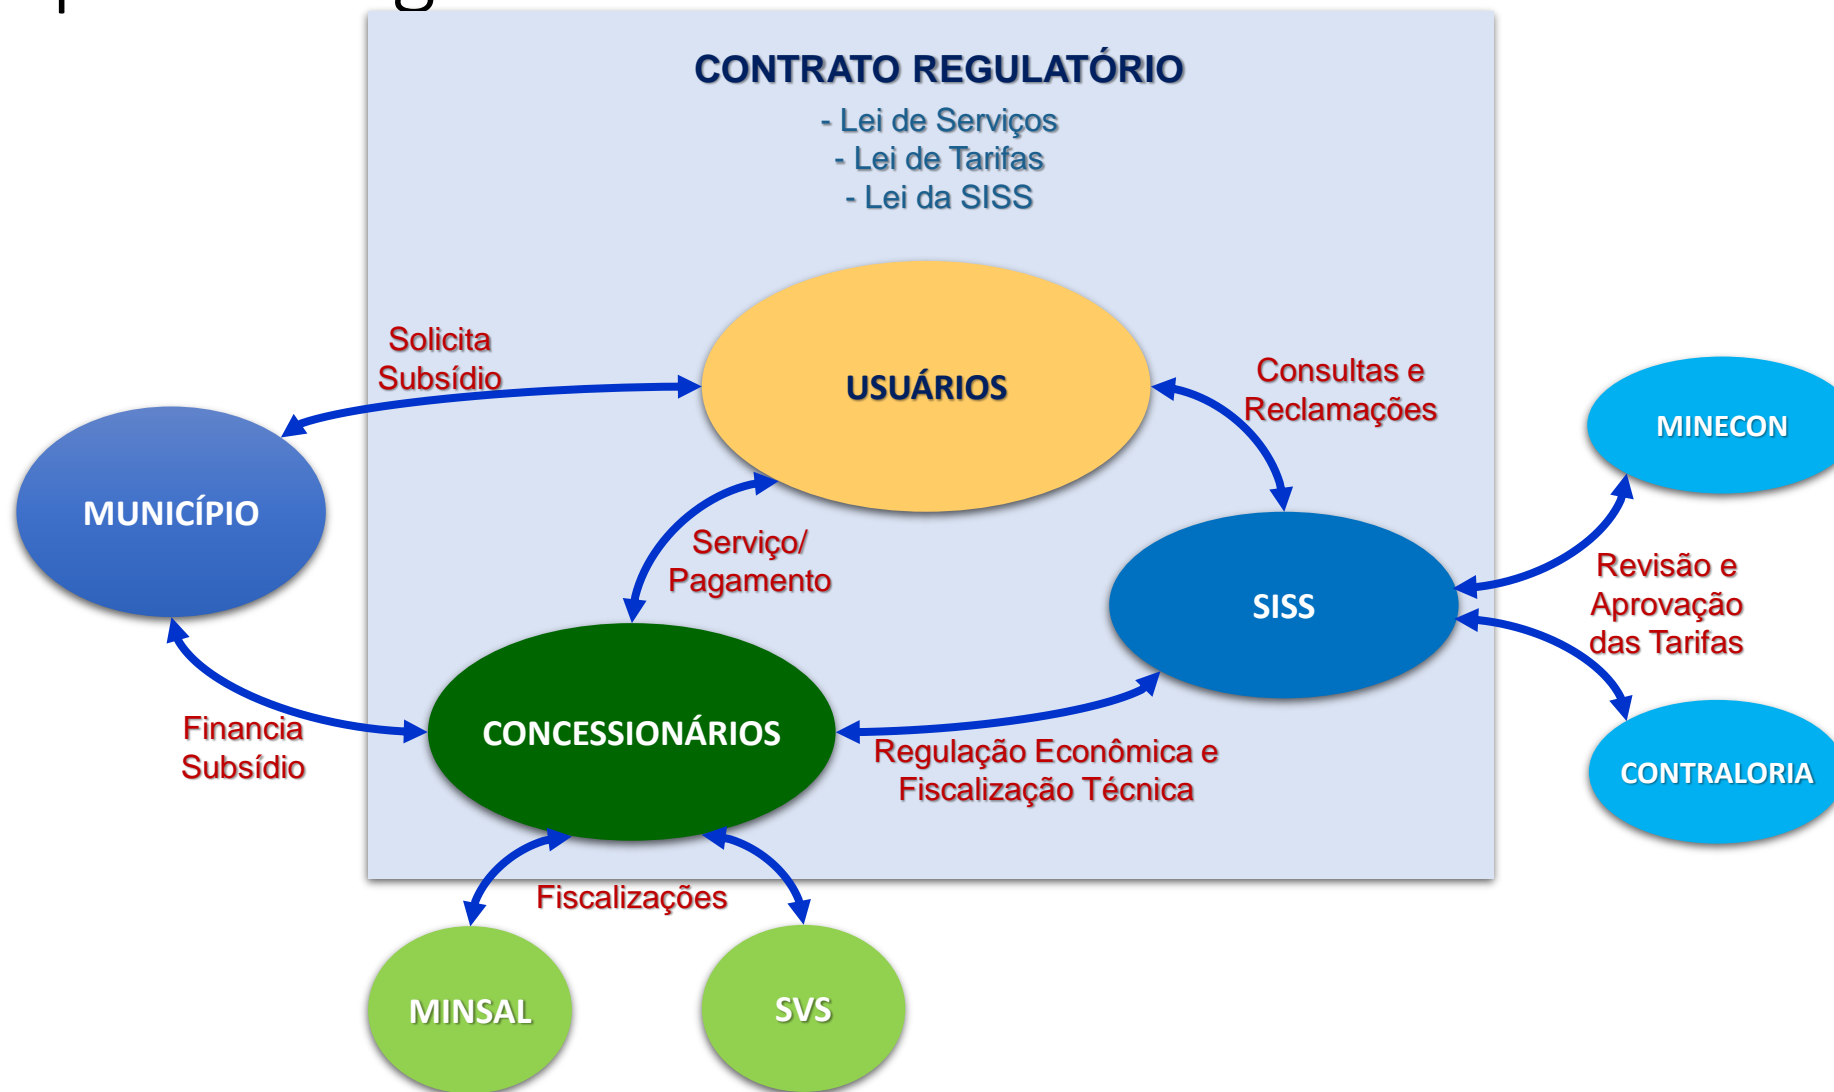 CONTRATO REGULATÓRIO
- Lei de Serviços
- Lei de Tarifas
- Lei da SISS
Solicita
Subsídio
USUÁRIOS
Consultas e
Reclamações
MINECON
MUNICÍPIO
Serviço/
Pagamento
SISS
Revisão e
Aprovação
das Tarifas
Financia
Subsídio
CONCESSIONÁRIOS
Regulação Econômica e
Fiscalização Técnica
CONTRALORIA
Fiscalizações
MINSAL
SVS